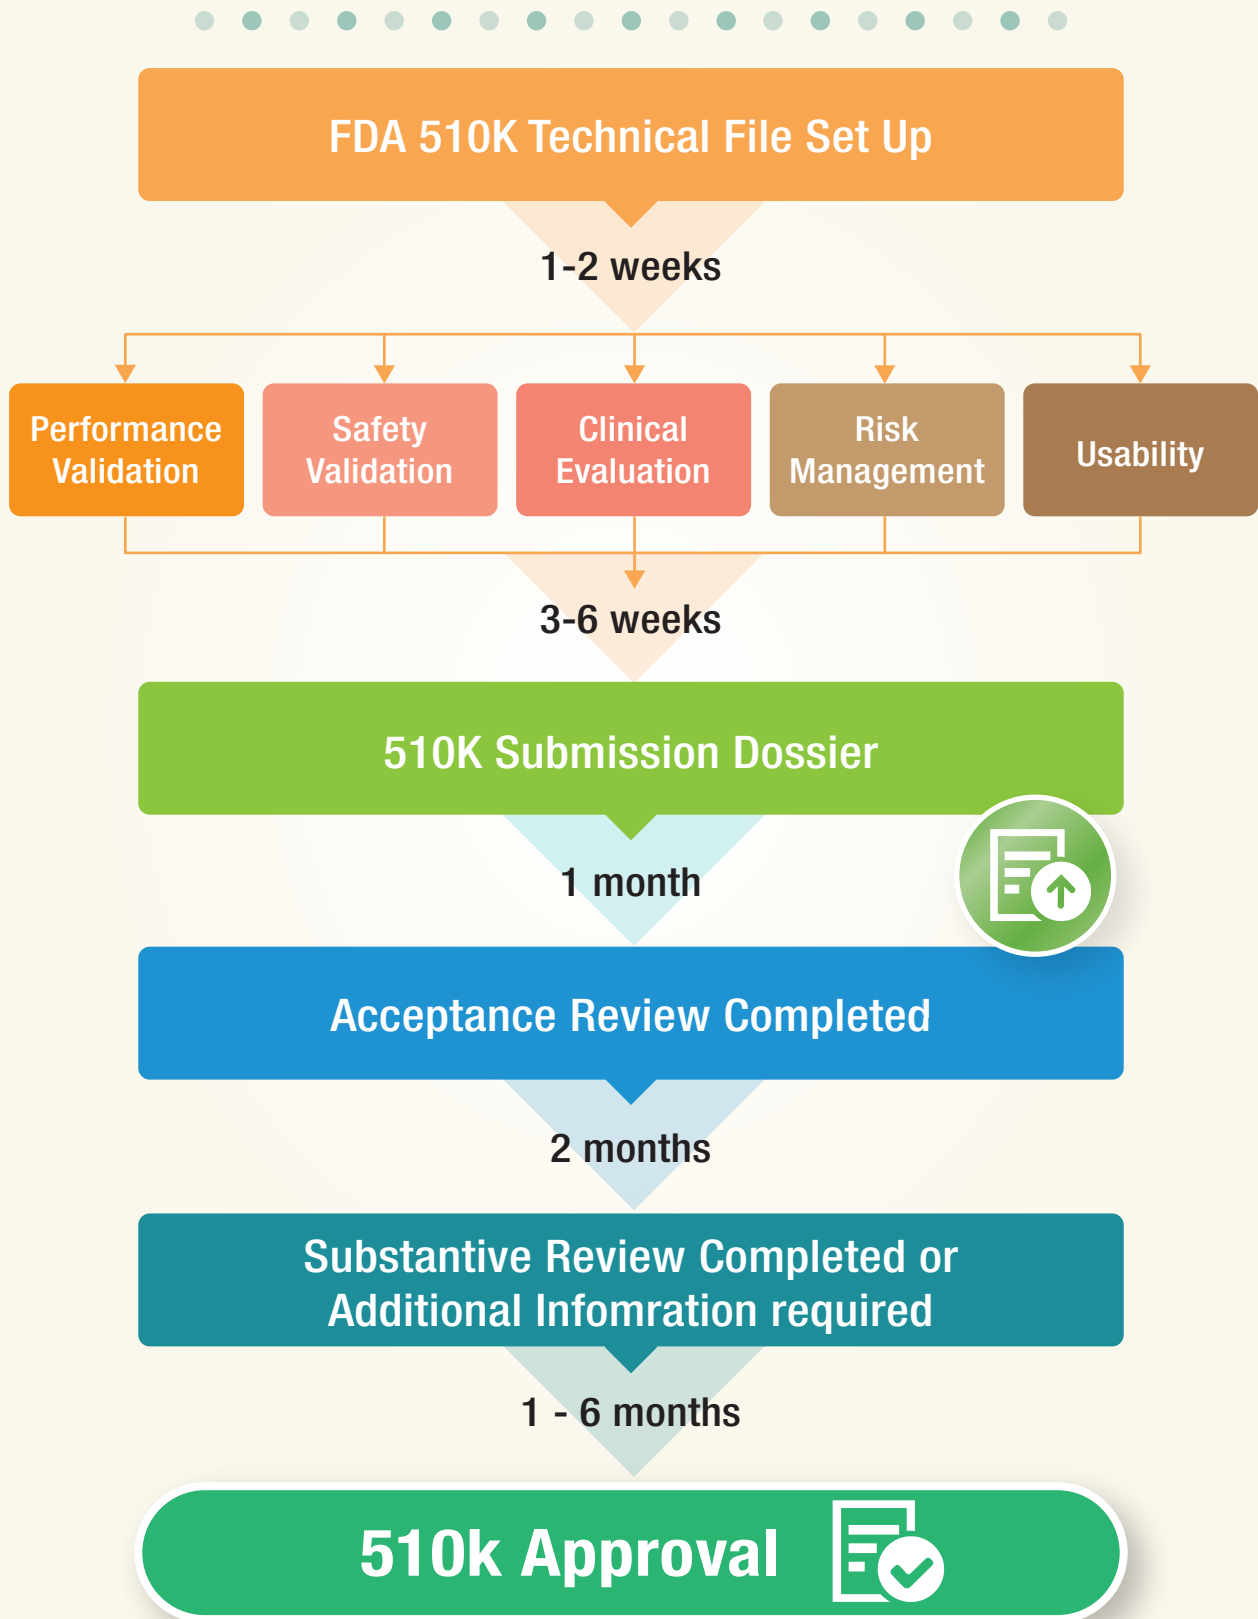 FDA 510K Technical File Set Up
1-2 weeks
Performance
Validation
Safety
Validation
Clinical
Evaluation
Risk
Management
Usability
3-6 weeks
510K Submission Dossier
1 month
Acceptance Review Completed
2 months
Substantive Review Completed or
Additional Infomration required
1 - 6 months
510k Approval